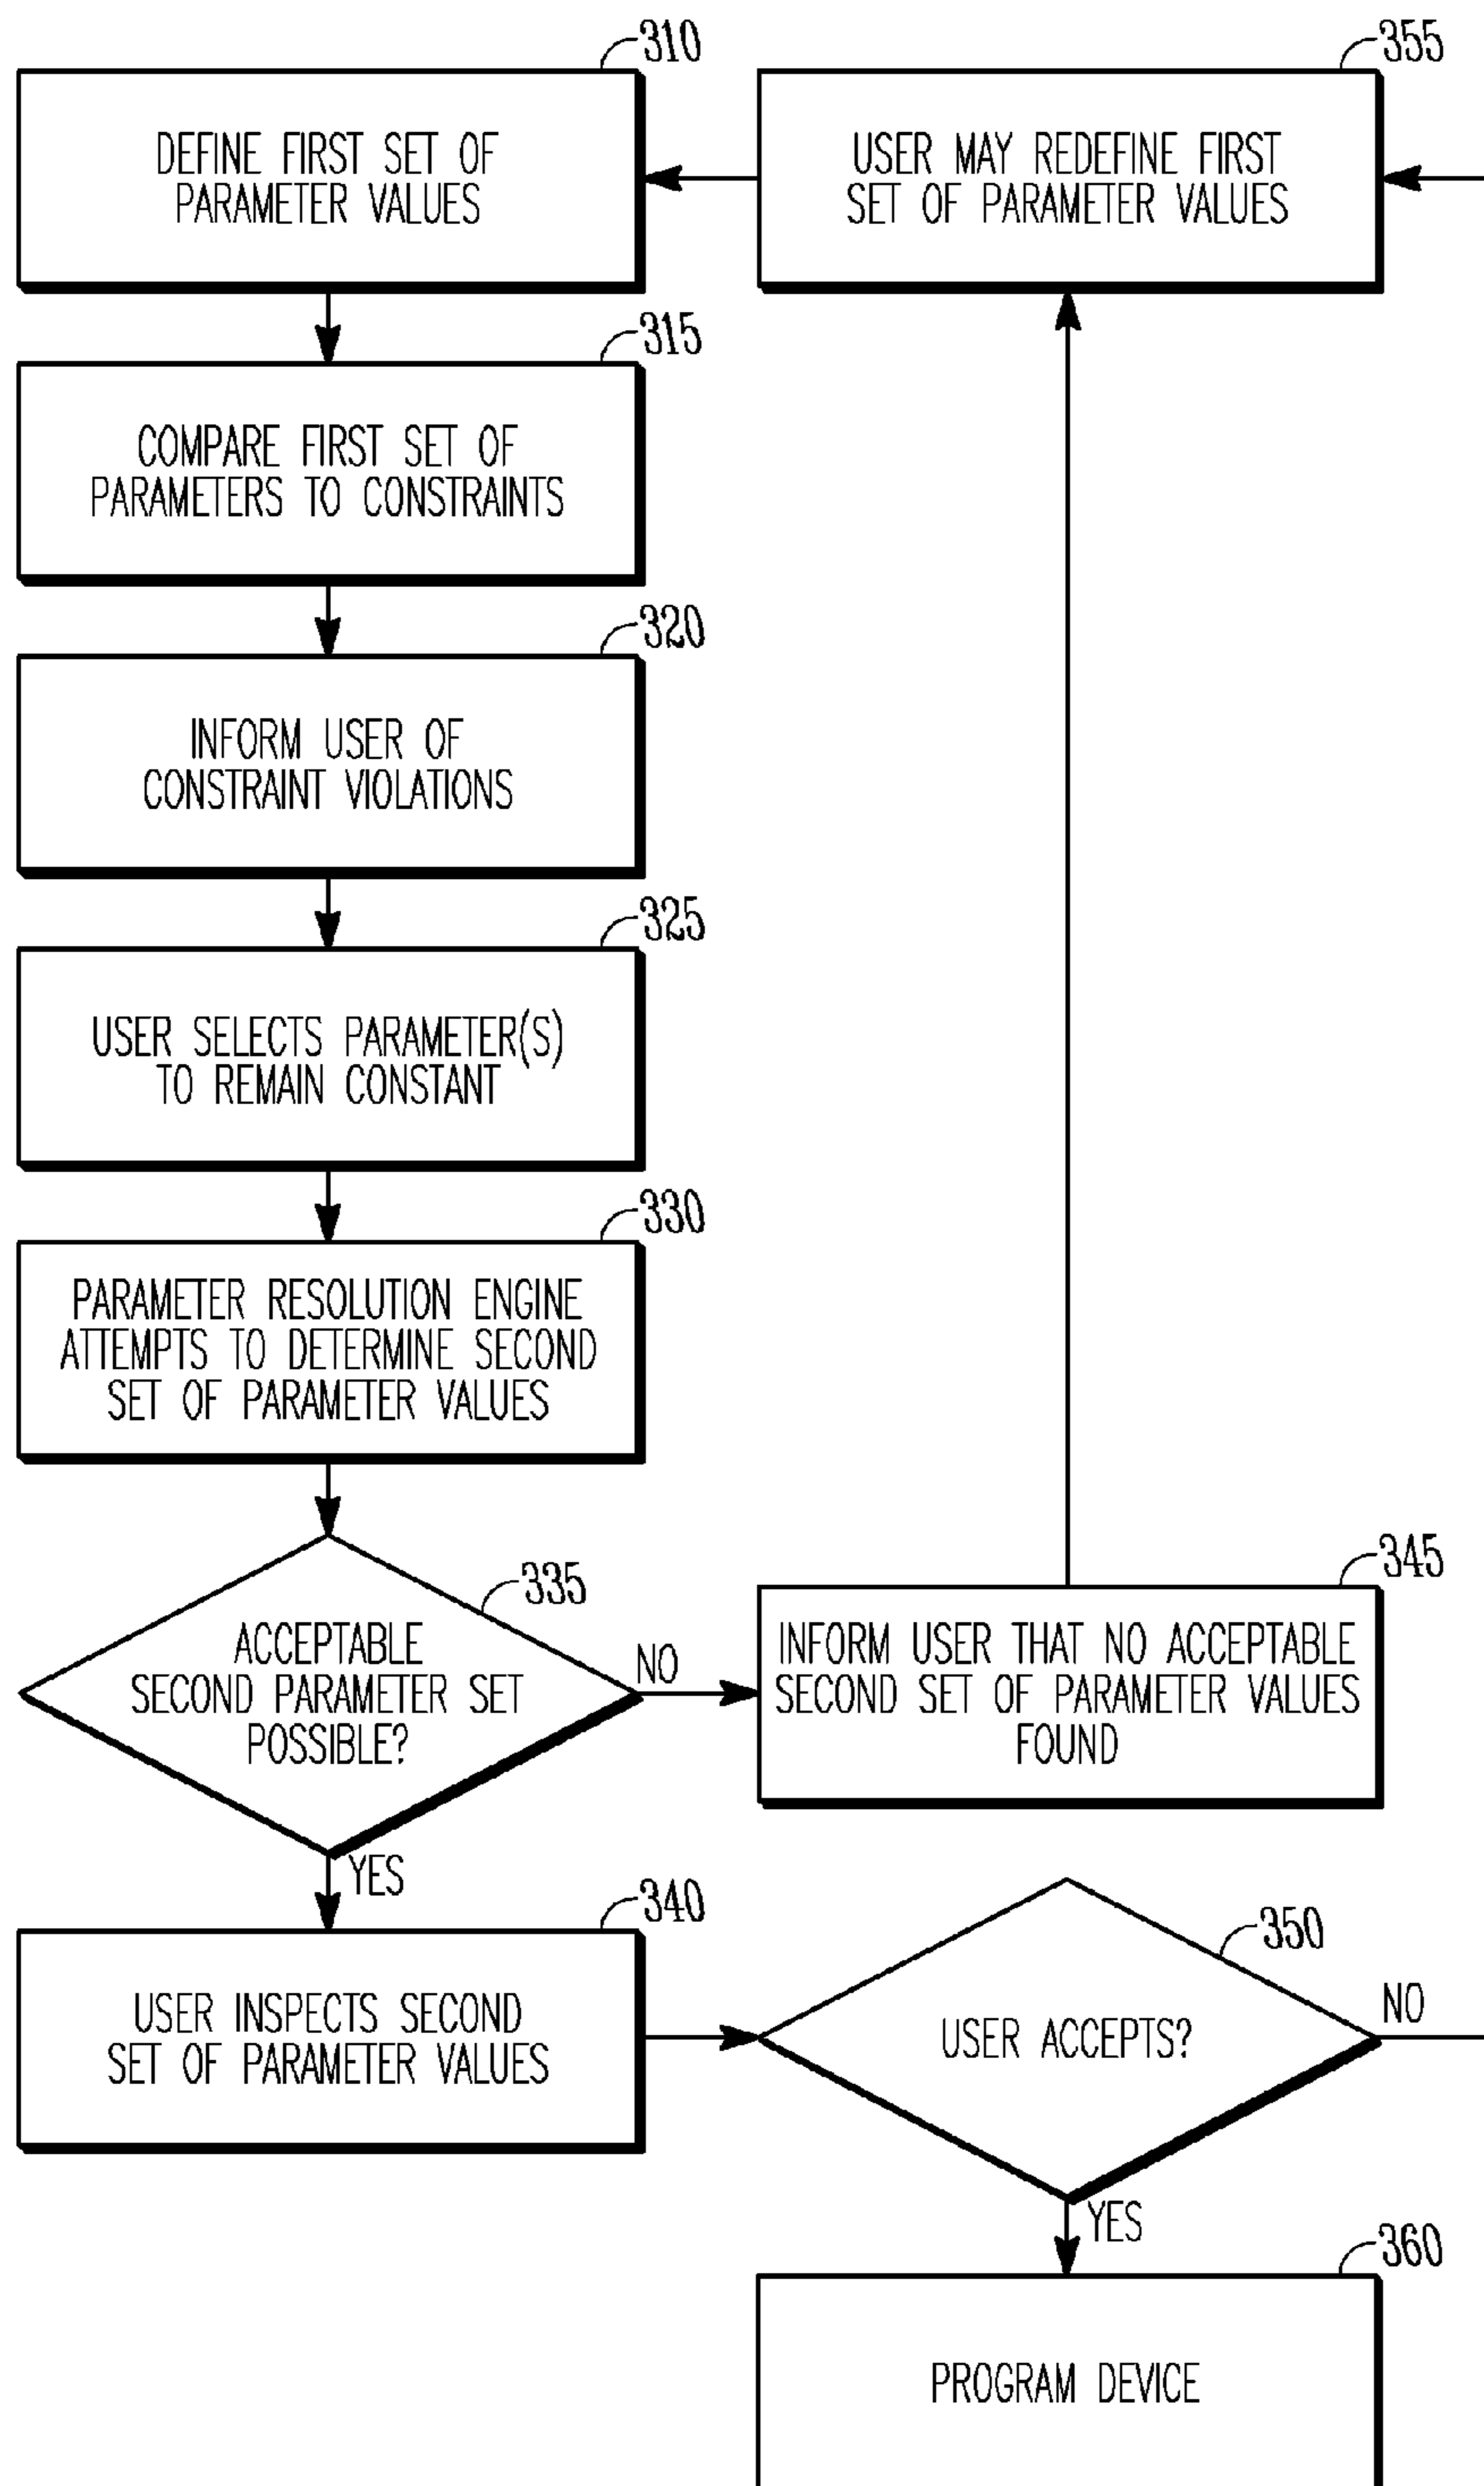 310
DEFINE FIRST SET OF
PARAMETER VALUES
355
USER MAY REDEFINE FIRST
SET OF PARAMETER VALUES
315
COMPARE FIRST SET OF
PARAMETERS TO CONSTRAINTS
320
INFORM USER OF
CONSTRAINT VIOLATIONS
325
USER SELECTS PARAMETER(S)
TO REMAIN CONSTANT
330
PARAMETER RESOLUTION ENGINE
ATTEMPTS TO DETERMINE SECOND
SET OF PARAMETER VALUES
335
ACCEPTABLE
SECOND PARAMETER SET
POSSIBLE?
NO
YES
345
INFORM USER THAT NO ACCEPTABLE
SECOND SET OF PARAMETER VALUES
FOUND
340
USER INSPECTS SECOND
SET OF PARAMETER VALUES
350
USER ACCEPTS?
NO
YES
360
PROGRAM DEVICE